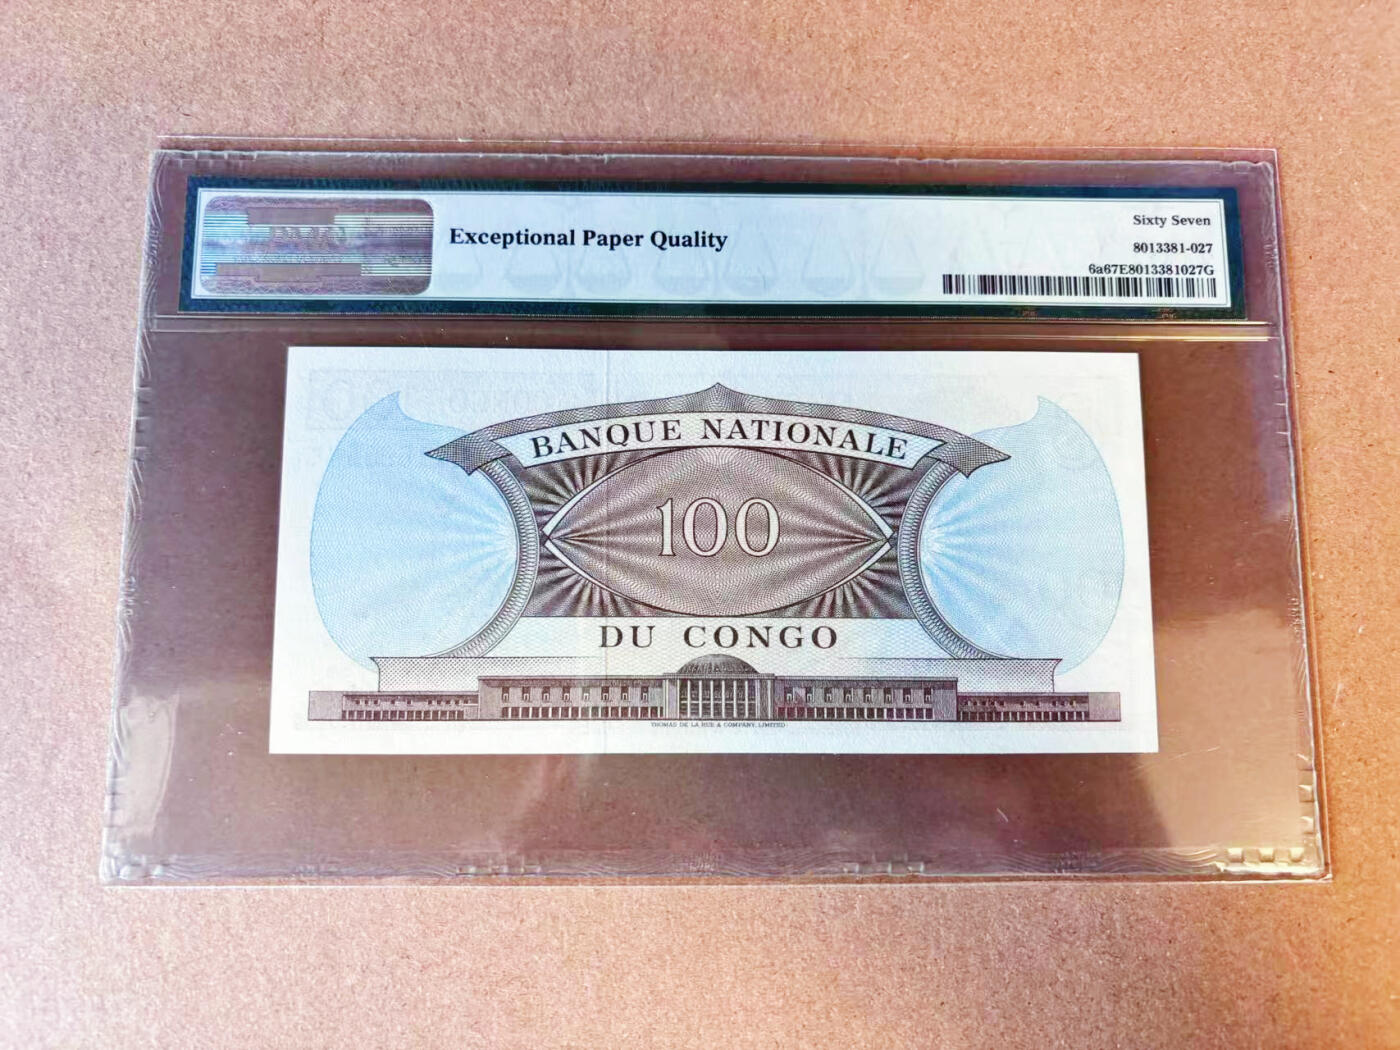 Exceptional Paper Quality
Sixty Seven
8013381-027
6a67E8013381027G
BANQUE NATIONALE
100
DU CONGO
THOMAS DE LA RUE & COMPANY, LIMITED